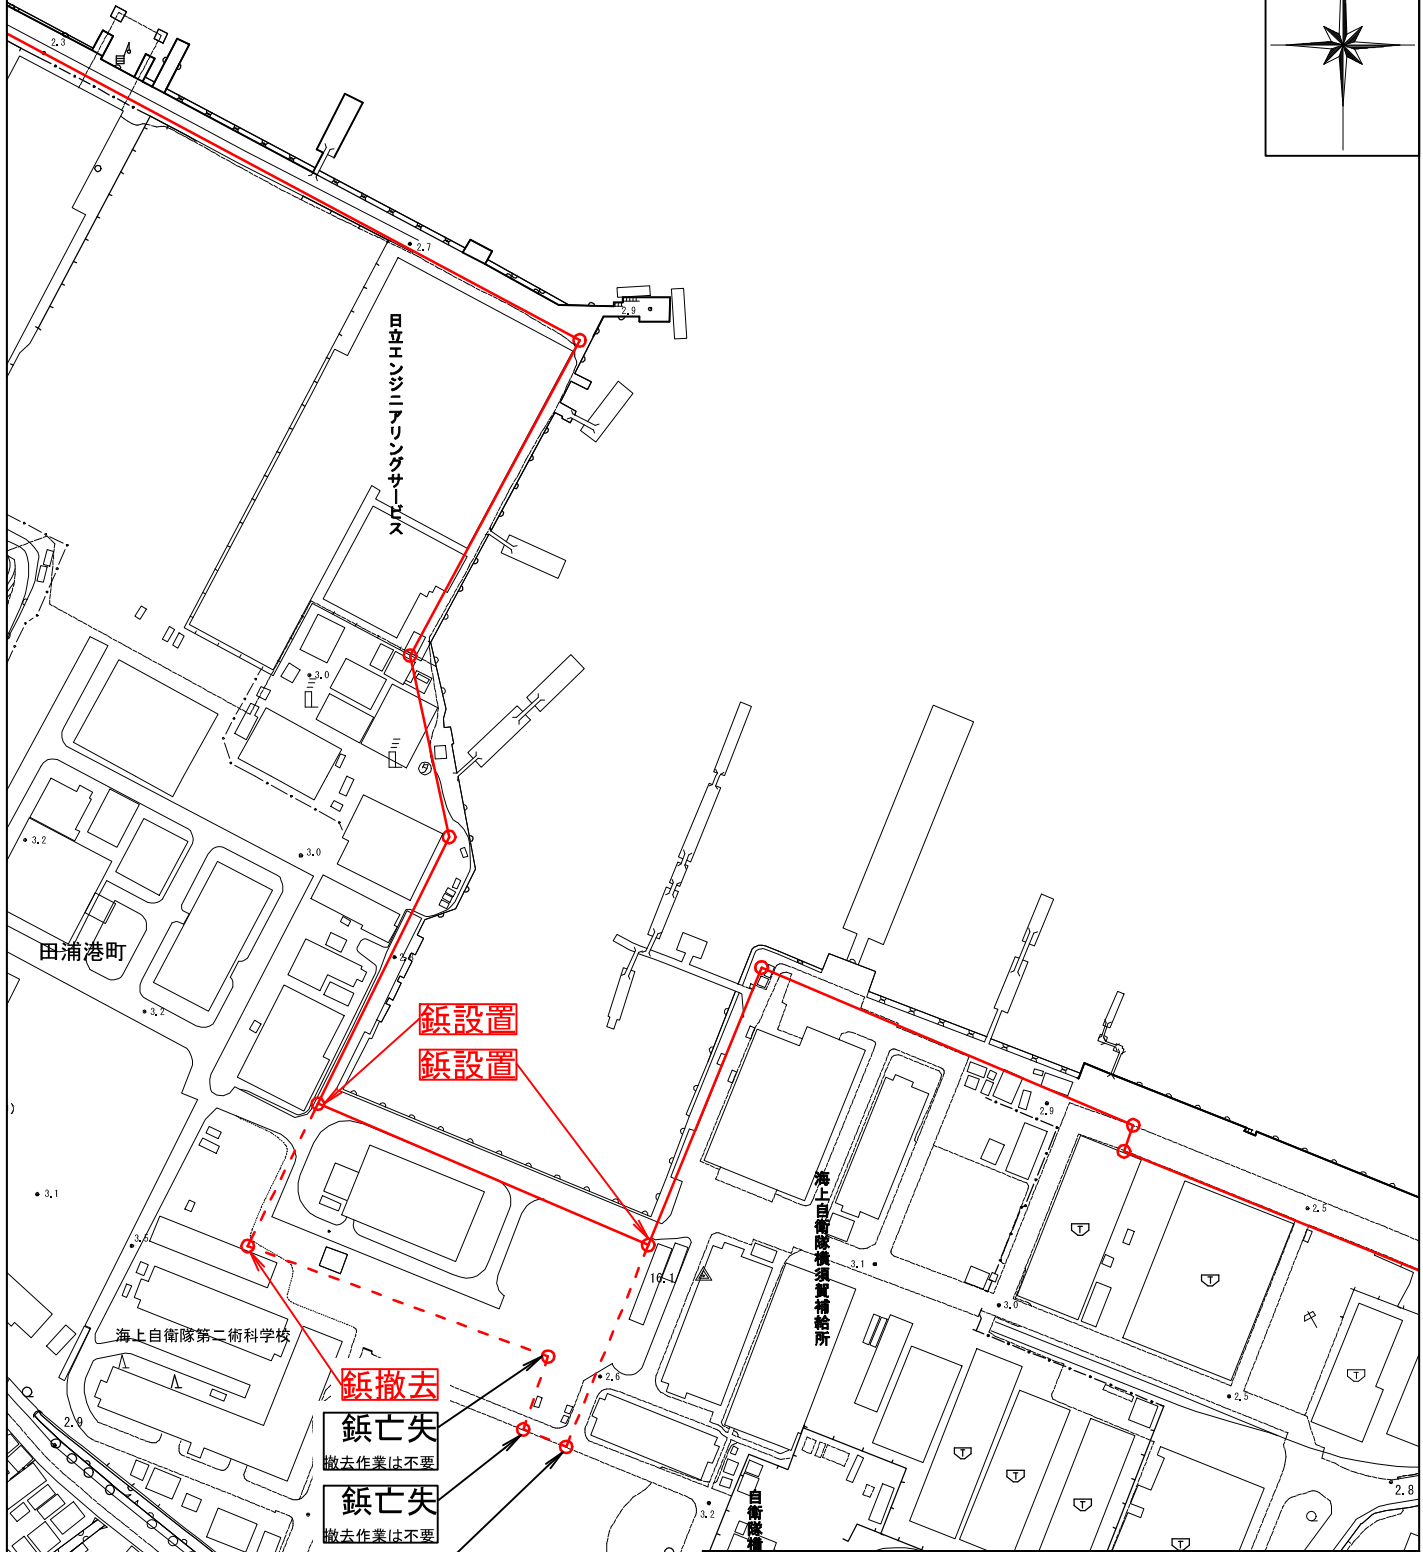 2.3
2.7
2.9
日立エンジニアリングサービス
3.0
3.2
3.0
田浦港町
3.2
鋲設置
鋲設置
2.9
3.1
海上自衛隊横須賀補給所
2.5
3.5
16.1
3.1
3.0
海上自衛隊第二術科学校
鋲撤去
2.6
2.5
2.9
鋲亡失
撤去作業は不要
鋲亡失
撤去作業は不要
3.2
自衛隊横
2.8